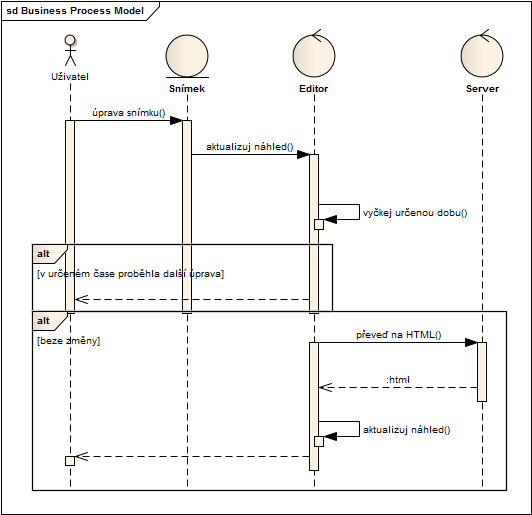 sd Business Process Model
Uživatel
Snímek
Editor
Server
úprava snímku()
aktualizuj náhled()
vyčkej určenou dobu()
alt
[v určeném čase proběhla další úprava]
alt
[beze změny]
převeď na HTML()
:html
aktualizuj náhled()